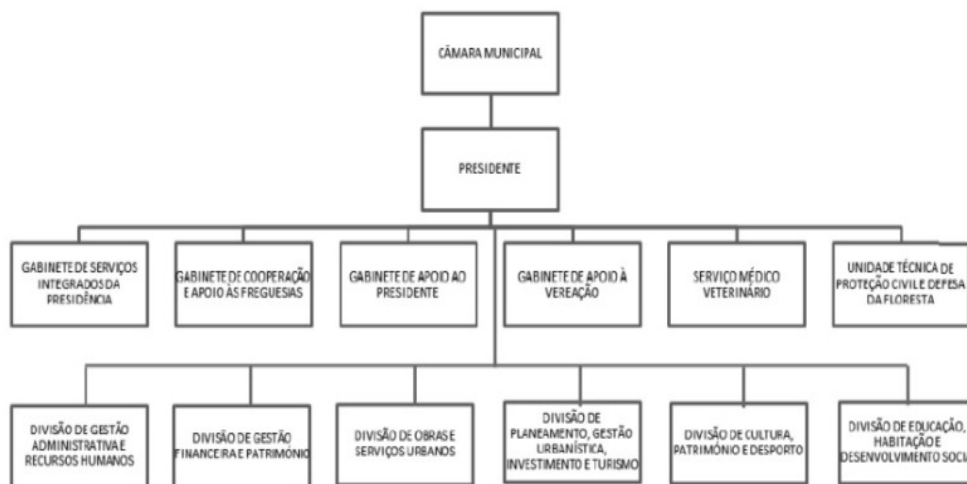 CÂMARA MUNICIPAL
PRESIDENTE
GABINETE DE SERVIÇOS
INTEGRADOS DA
PRESIDÊNCIA
GABINETE DE COOPERAÇÃO
E APOIO ÀS FREGUESIAS
GABINETE DE APOIO AO
PRESIDENTE
GABINETE DE APOIO À
VEREAÇÃO
SERVIÇO MÉDICO
VETERINÁRIO
UNIDADE TÉCNICA DE
PROTEÇÃO CIVIL E DEFESA
DA FLORESTA
DIVISÃO DE GESTÃO
ADMINISTRATIVA E
RECURSOS HUMANOS
DIVISÃO DE GESTÃO
FINANCEIRA E PATRIMÓNIO
DIVISÃO DE OBRAS E
SERVIÇOS URBANOS
DIVISÃO DE
PLANEAMENTO, GESTÃO
URBANÍSTICA,
INVESTIMENTO E TURISMO
DIVISÃO DE CULTURA,
PATRIMÓNIO E DESPORTO
DIVISÃO DE EDUCAÇÃO,
HABITAÇÃO E
DESENVOLVIMENTO SOCIA